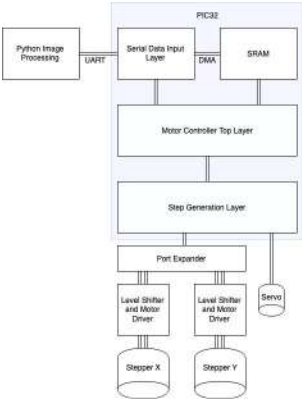 PIC32
Python Image
Processing
UART
Serial Data Input
Layer
DMA
SRAM
Motor Controller Top Layer
Step Generation Layer
Port Expander
Level Shifter
and Motor
Driver
Level Shifter
and Motor
Driver
Servo
Stepper X
Stepper Y